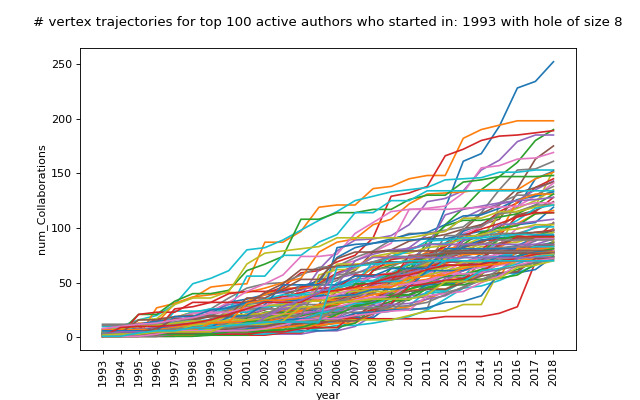 # vertex trajectories for top 100 active authors who started in: 1993 with hole of size 8
num_Collaborations
250
200
150
100
50
0
1993 1994 1995 1996 1997 1998 1999 2000 2001 2002 2003 2004 2005 2006 2007 2008 2009 2010 2011 2012 2013 2014 2015 2016 2017 2018
year